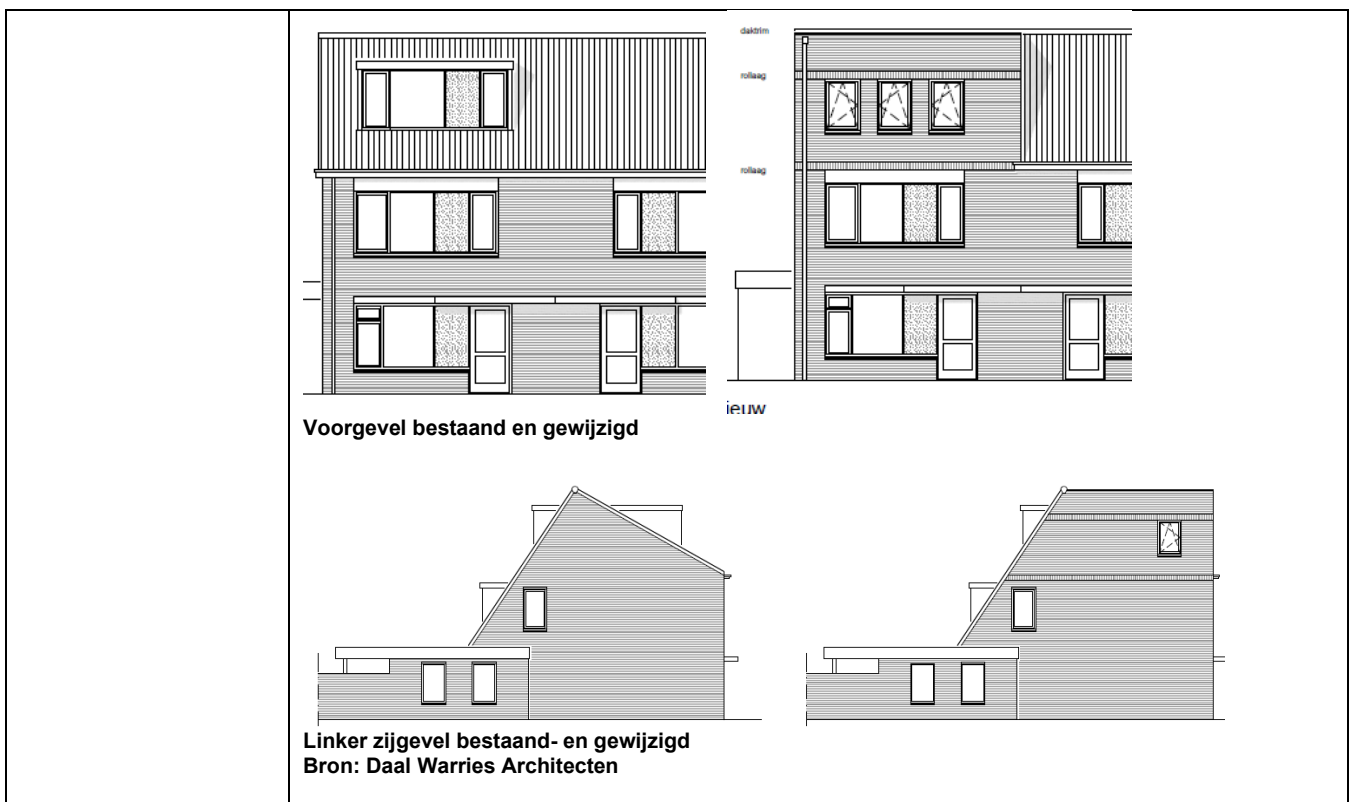 daktrim
rollaag
rollaag
ieuw
Voorgevel bestaand en gewijzigd
Linker zijgevel bestaand- en gewijzigd
Bron: Daal Warries Architecten